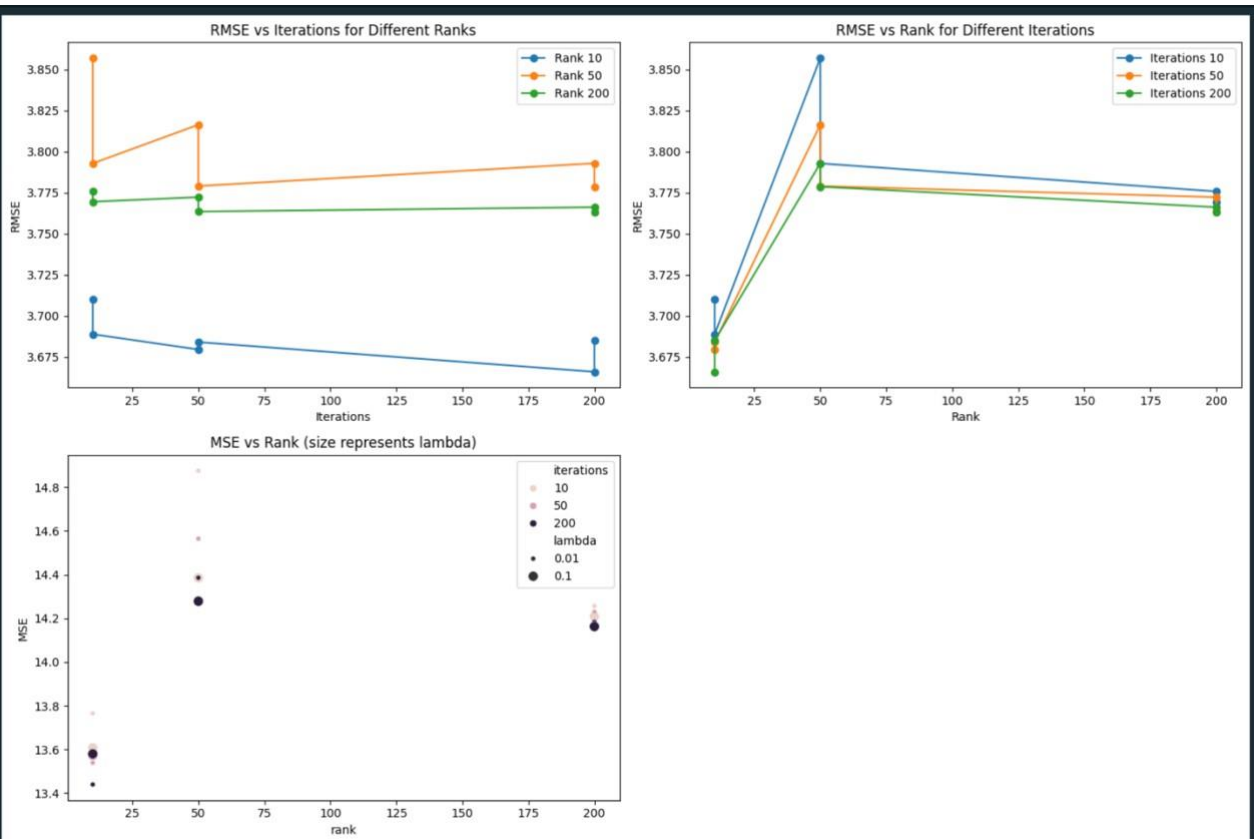 RMSE vs Iterations for Different Ranks
Rank 10
Rank 50
Rank 200
3.850
3.825
3.800
3.775
3.750
3.725
3.700
3.675
RMSE
25 50 75 100 125 150 175 200
Iterations
RMSE vs Rank for Different Iterations
Iterations 10
Iterations 50
Iterations 200
3.850
3.825
3.800
3.775
3.750
3.725
3.700
3.675
RMSE
25 50 75 100 125 150 175 200
Rank
MSE vs Rank (size represents lambda)
iterations
10
50
200
lambda
0.01
0.1
14.8
14.6
14.4
14.2
14.0
13.8
13.6
13.4
MSE
25 50 75 100 125 150 175 200
rank